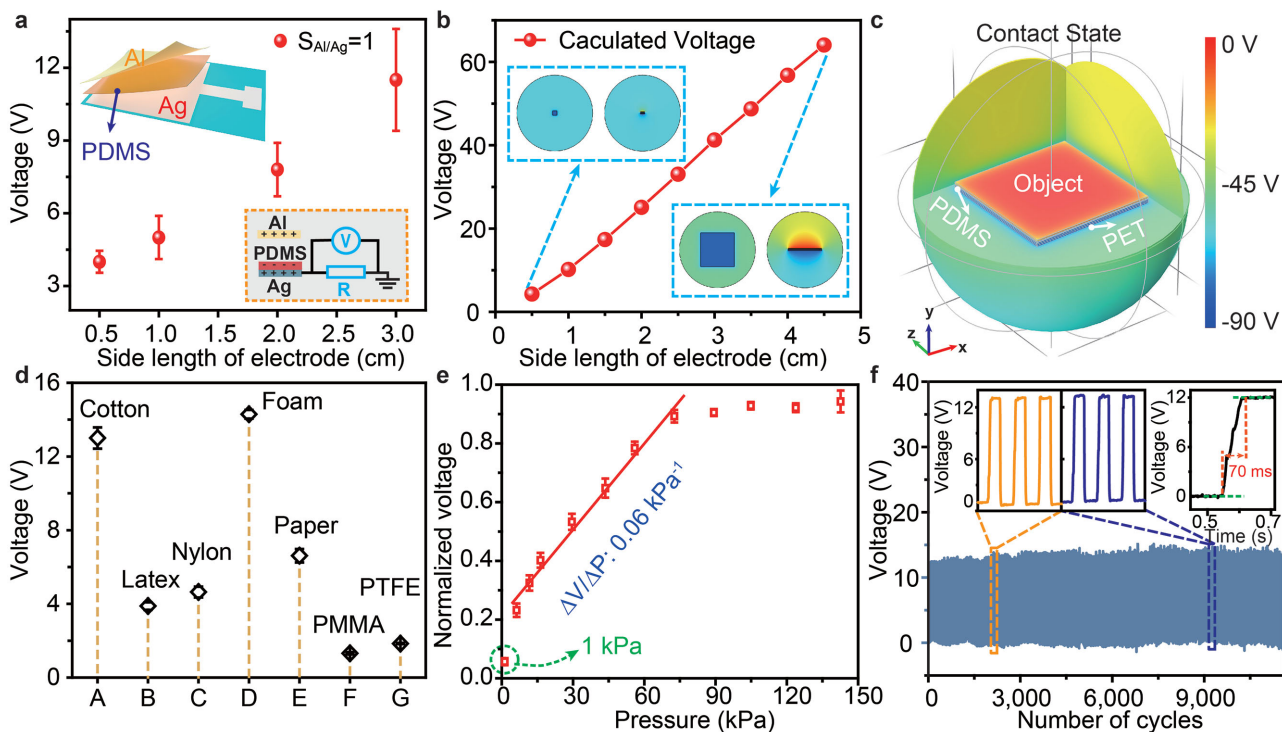 a
S_Al/Ag=1
Al
Ag
PDMS
Al
+ + + +
PDMS
- - - -
+ + + +
Ag
V
R
Voltage (V)
12
9
6
3
0.5 1.0 2.0 3.0
Side length of electrode (cm)
b
Caculated Voltage
Voltage (V)
60
40
20
0
0 1 2 3 4 5
Side length of electrode (cm)
c
Contact State
Object
PDMS
PET
y
z
x
0 V
-45 V
-90 V
d
Cotton
Latex
Nylon
Foam
Paper
PMMA
PTFE
Voltage (V)
16
12
8
4
0
A B C D E F G
e
Normalized voltage
1.0
0.8
0.6
0.4
0.2
0.0
ΔV/ΔP: 0.06 kPa⁻¹
1 kPa
0 30 60 90 120 150
Pressure (kPa)
f
Voltage (V)
40
35
30
25
20
15
10
5
0
0 3,000 6,000 9,000
Number of cycles
Voltage (V)
12
6
0
Voltage (V)
12
8
4
0
70 ms
0.5 0.6 0.7
Time (s)